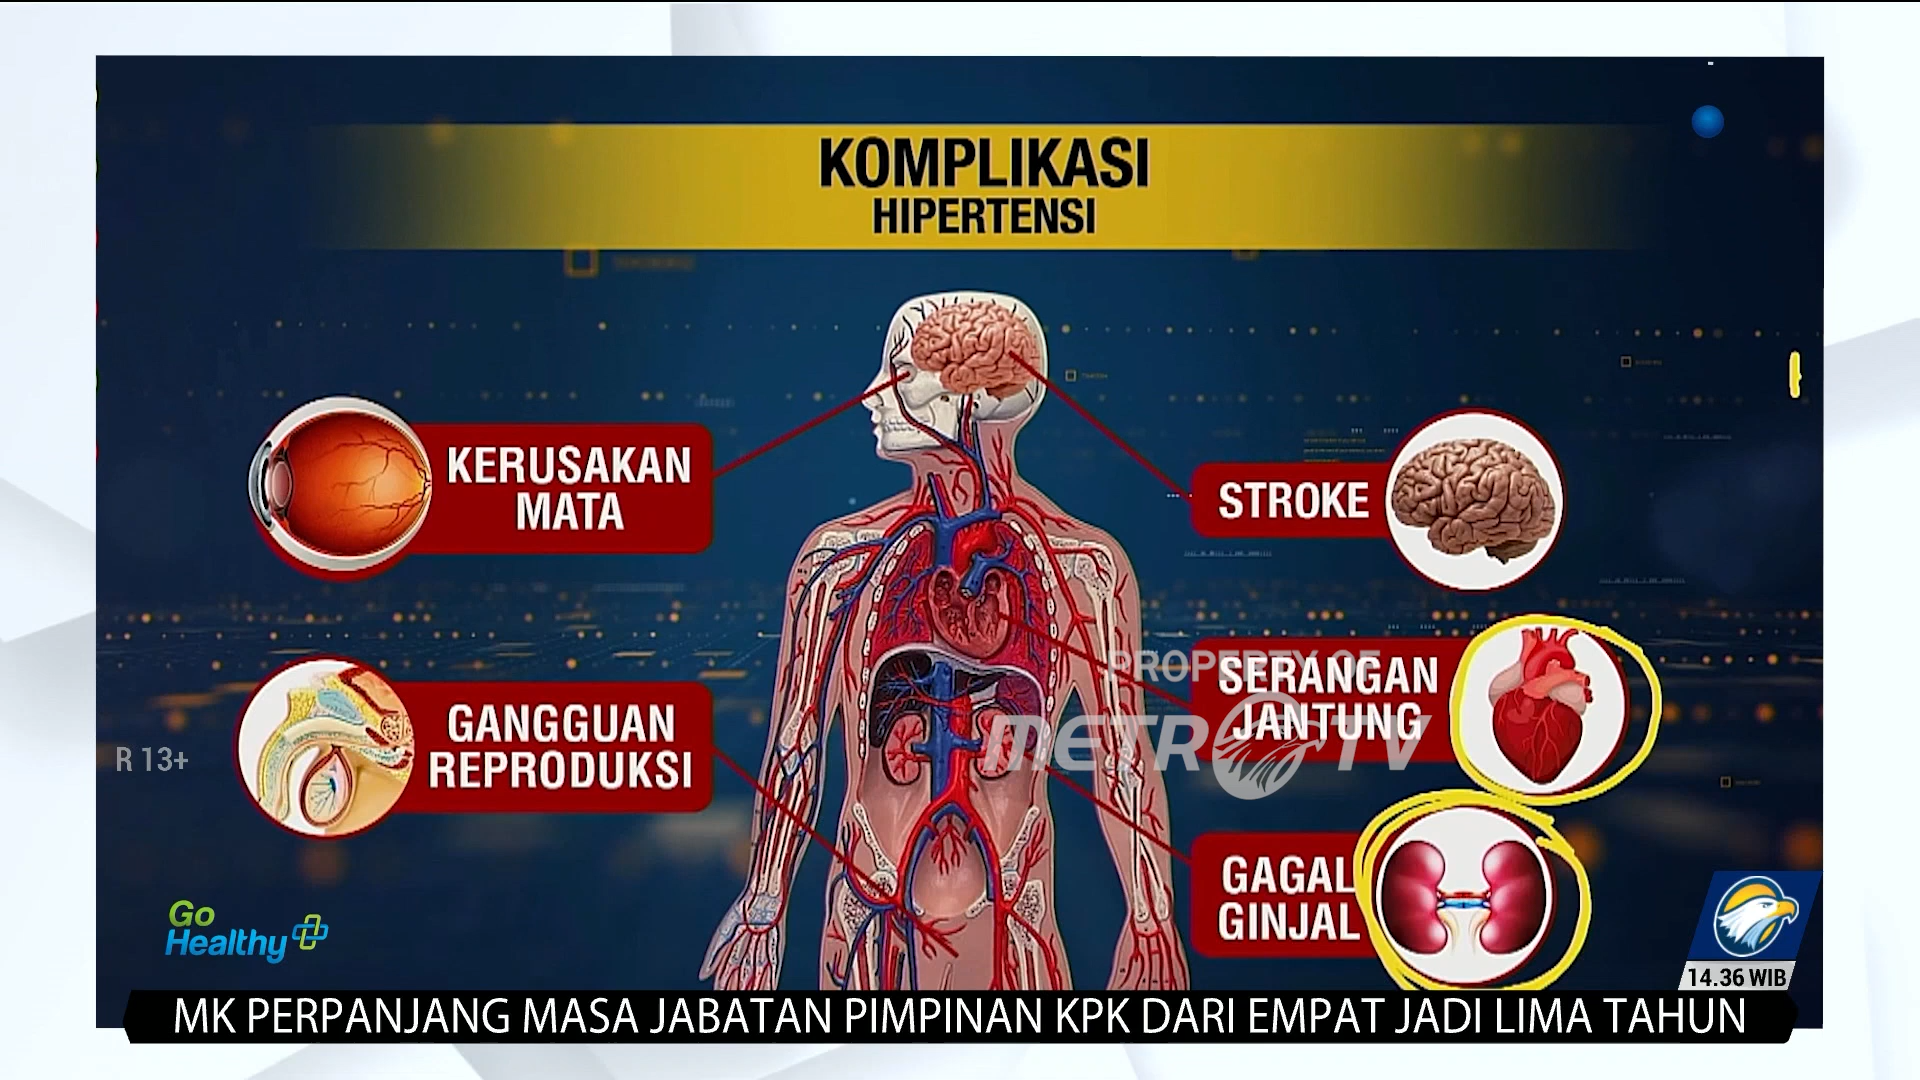 KOMPLIKASI
HIPERTENSI
KERUSAKAN
MATA
STROKE
PROPERTY OF
SERANGAN
JANTUNG
METRO TV
GANGGUAN
REPRODUKSI
R 13+
GAGAL
GINJAL
Go
Healthy
14.36 WIB
MK PERPANJANG MASA JABATAN PIMPINAN KPK DARI EMPAT JADI LIMA TAHUN